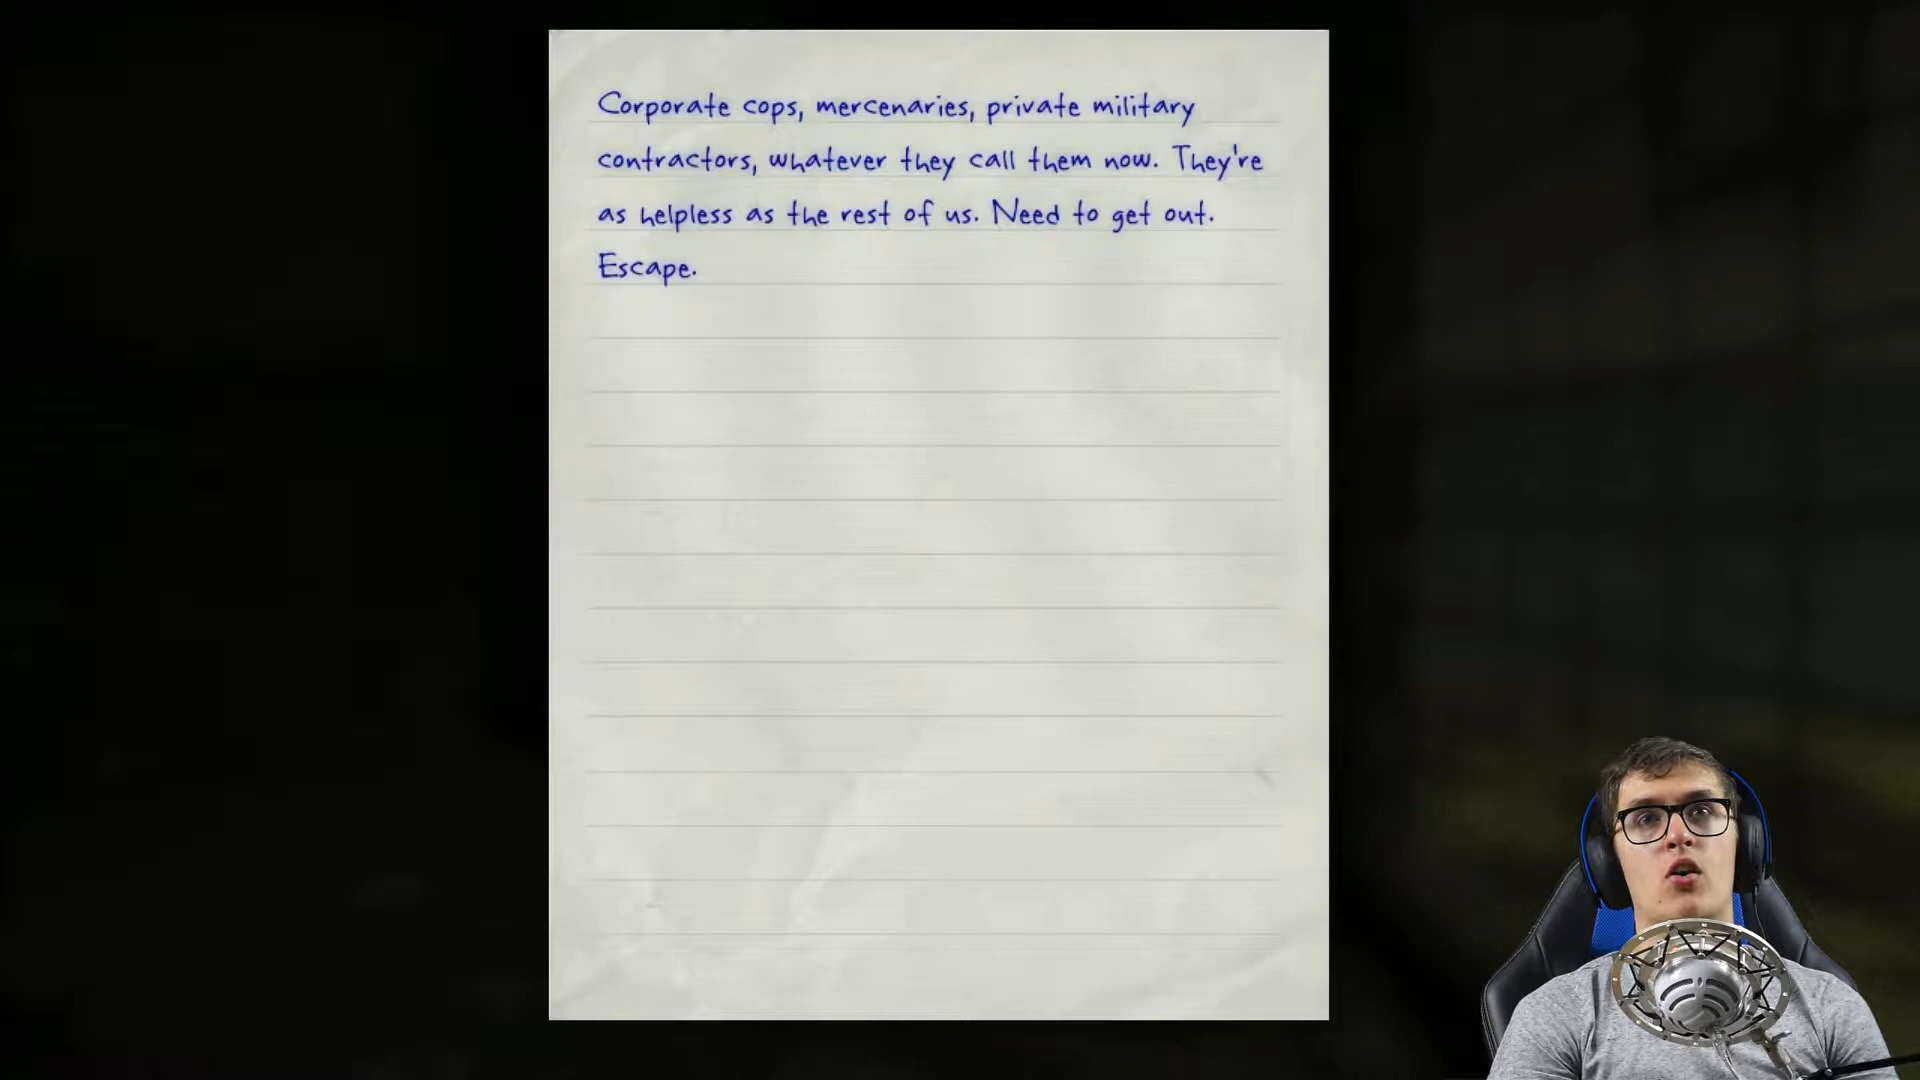 Corporate cops, mercenaries, private military
contractors, whatever they call them now. They're
as helpless as the rest of us. Need to get out.
Escape.